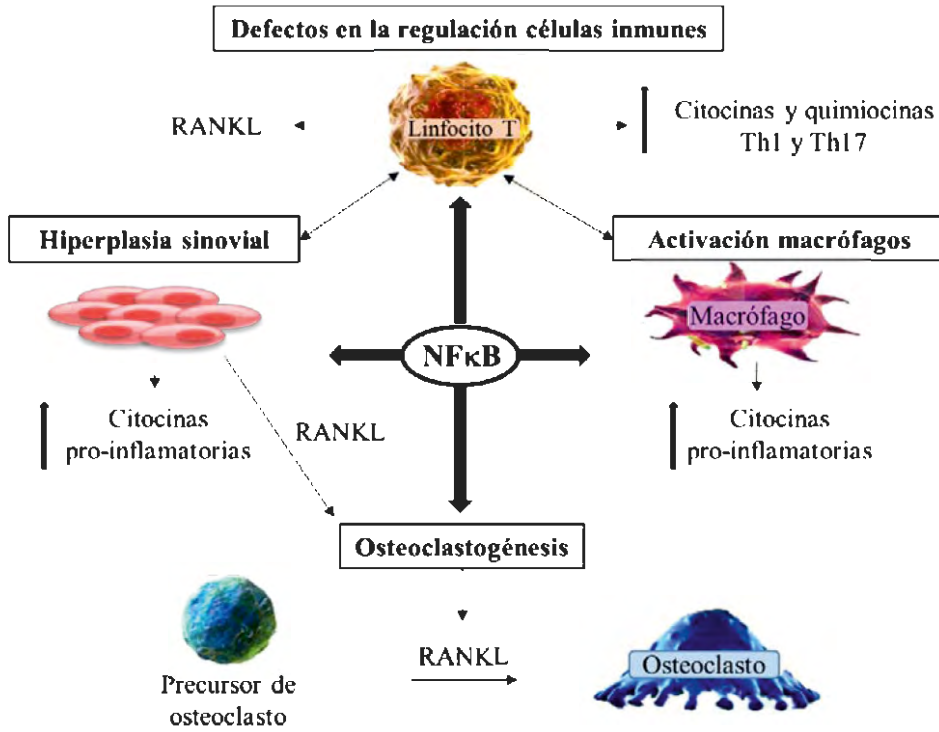 Defectos en la regulación células inmunes
RANKL
Linfocito T
Citocinas y quimiocinas
Th1 y Th17
Hiperplasia sinovial
Activación macrófagos
Macrófago
NFκB
Citocinas
pro-inflamatorias
RANKL
Citocinas
pro-inflamatorias
Osteoclastogénesis
RANKL
Osteoclasto
Precursor de
osteoclasto